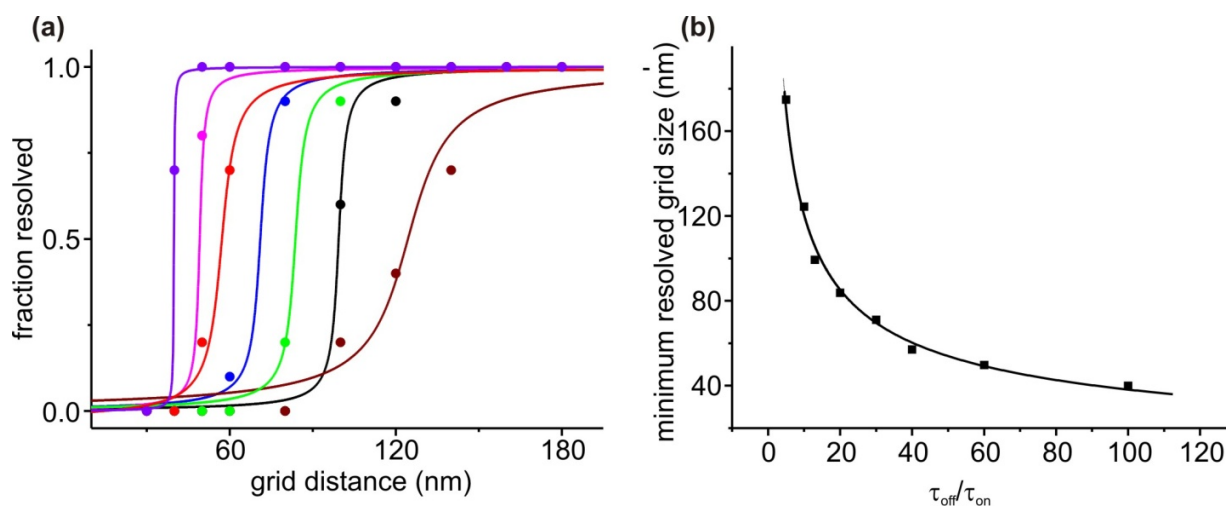 (a)
1.0
0.5
0.0
60
120
180
fraction resolved
grid distance (nm)
(b)
160
120
80
40
0
20
40
60
80
100
120
minimum resolved grid size (nm)
τoff/τon